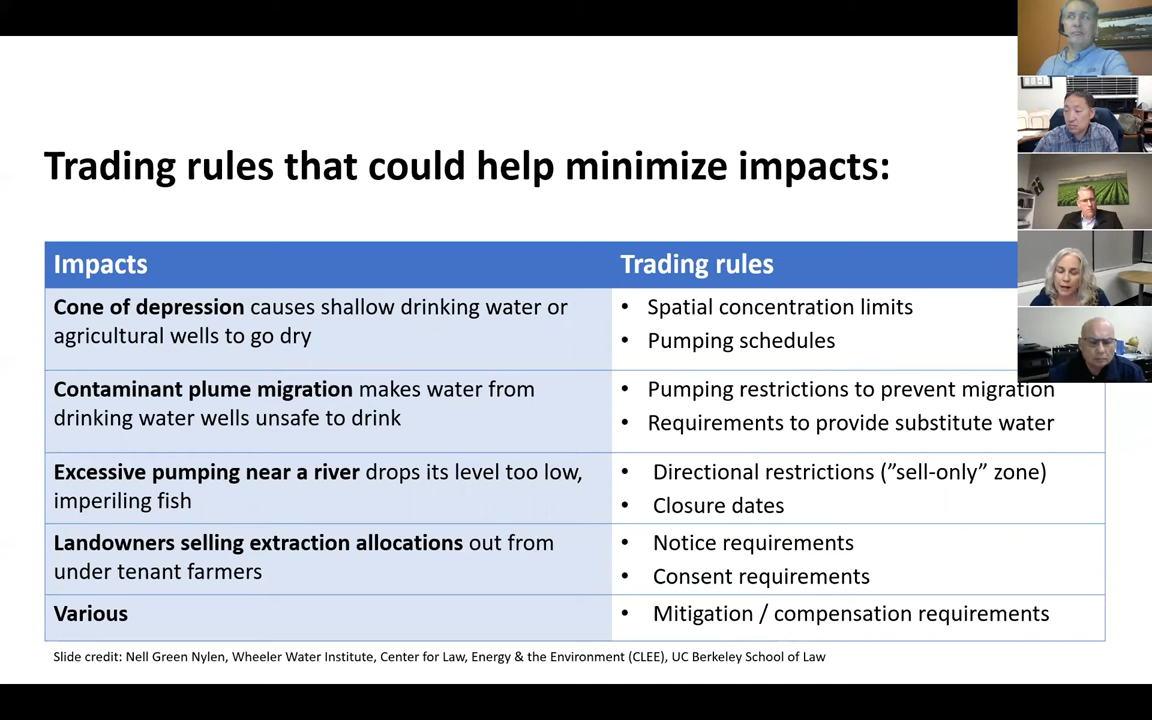 Trading rules that could help minimize impacts:
Impacts
Trading rules
Cone of depression causes shallow drinking water or
agricultural wells to go dry
• Spatial concentration limits
• Pumping schedules
Contaminant plume migration makes water from
drinking water wells unsafe to drink
• Pumping restrictions to prevent migration
• Requirements to provide substitute water
Excessive pumping near a river drops its level too low,
imperiling fish
• Directional restrictions (”sell-only” zone)
• Closure dates
Landowners selling extraction allocations out from
under tenant farmers
• Notice requirements
• Consent requirements
Various
• Mitigation / compensation requirements
Slide credit: Nell Green Nylen, Wheeler Water Institute, Center for Law, Energy & the Environment (CLEE), UC Berkeley School of Law